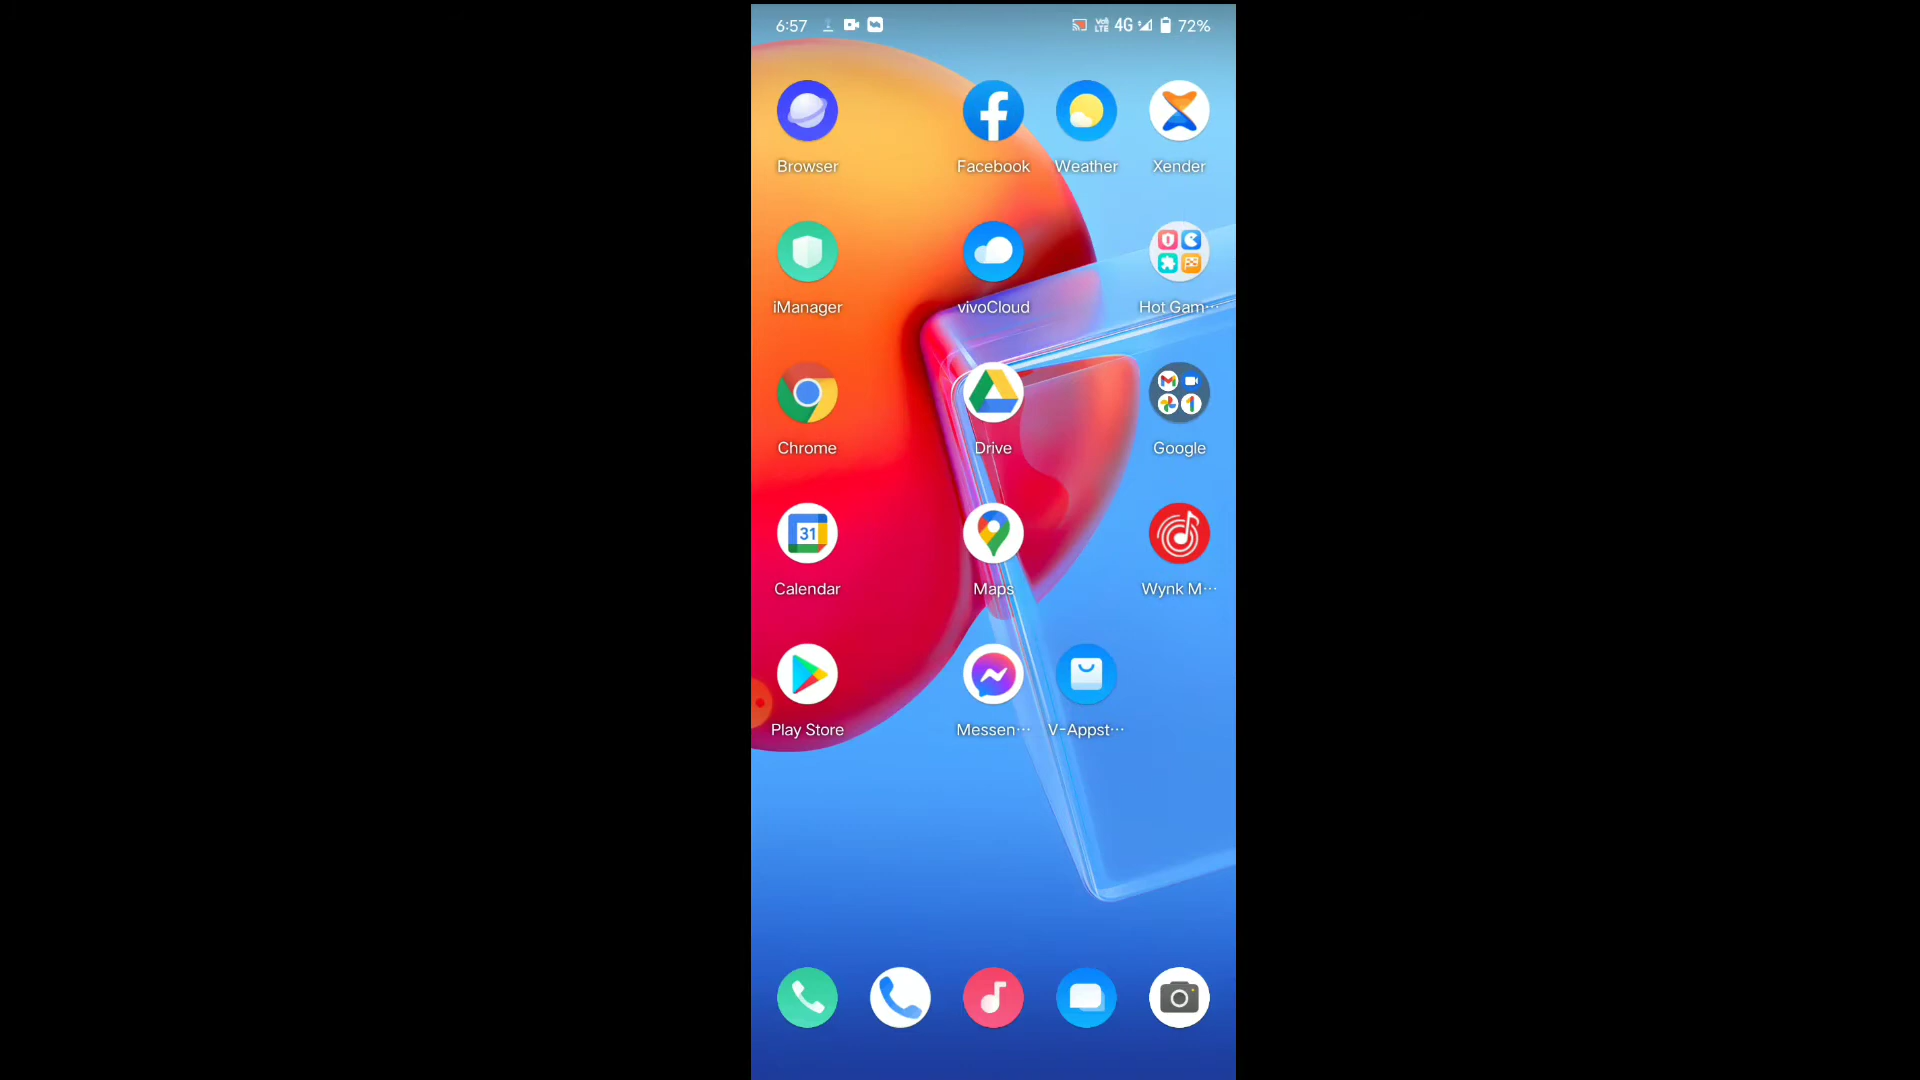 6:57 VoLTE 4G 72%
Browser Facebook Weather Xender
iManager vivoCloud Hot Gam···
Chrome Drive Google
31
Calendar Maps Wynk M···
Play Store Messen··· V-Appst···